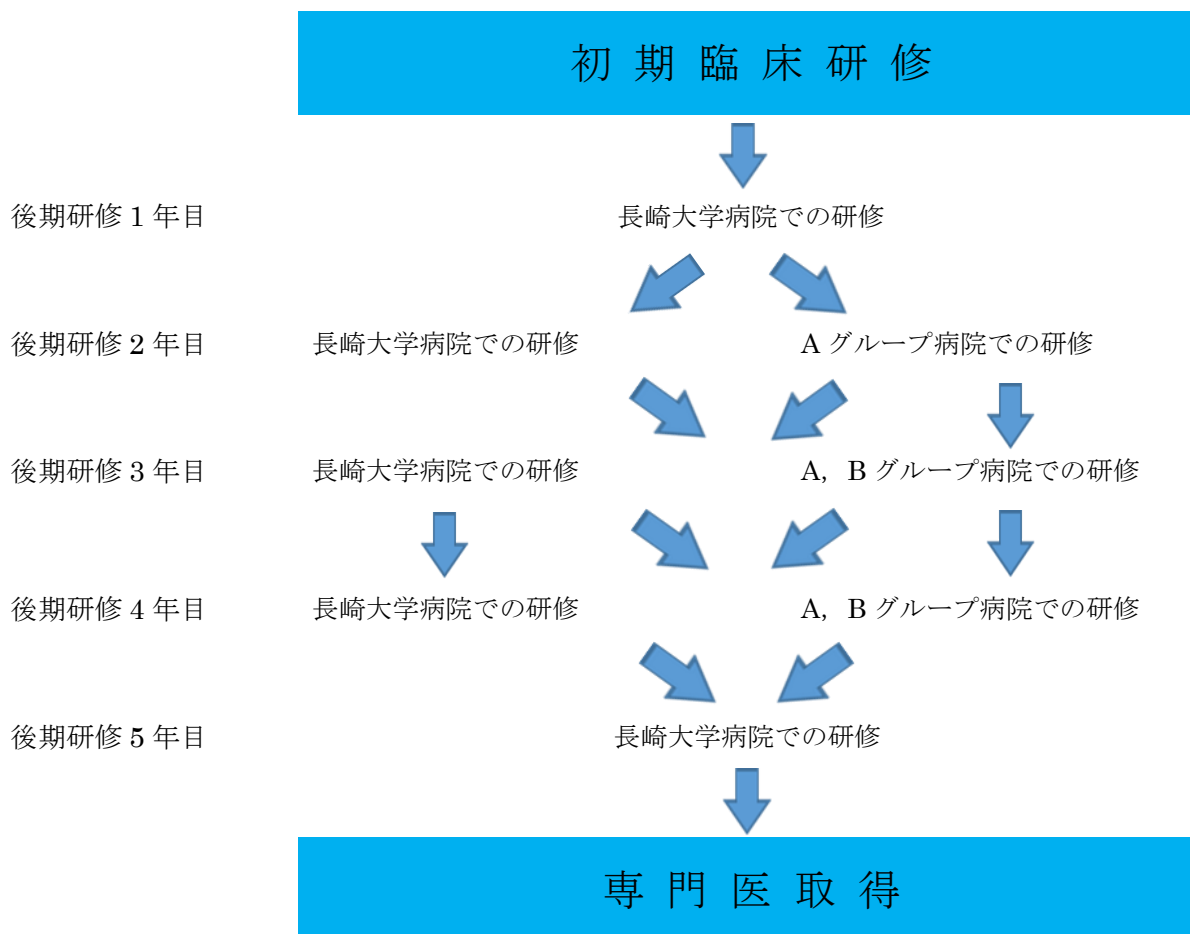 初期臨床研修
後期研修 1 年目 長崎大学病院での研修
後期研修 2 年目 長崎大学病院での研修 A グループ病院での研修
後期研修 3 年目 長崎大学病院での研修 A，B グループ病院での研修
後期研修 4 年目 長崎大学病院での研修 A，B グループ病院での研修
後期研修 5 年目 長崎大学病院での研修
専門医取得